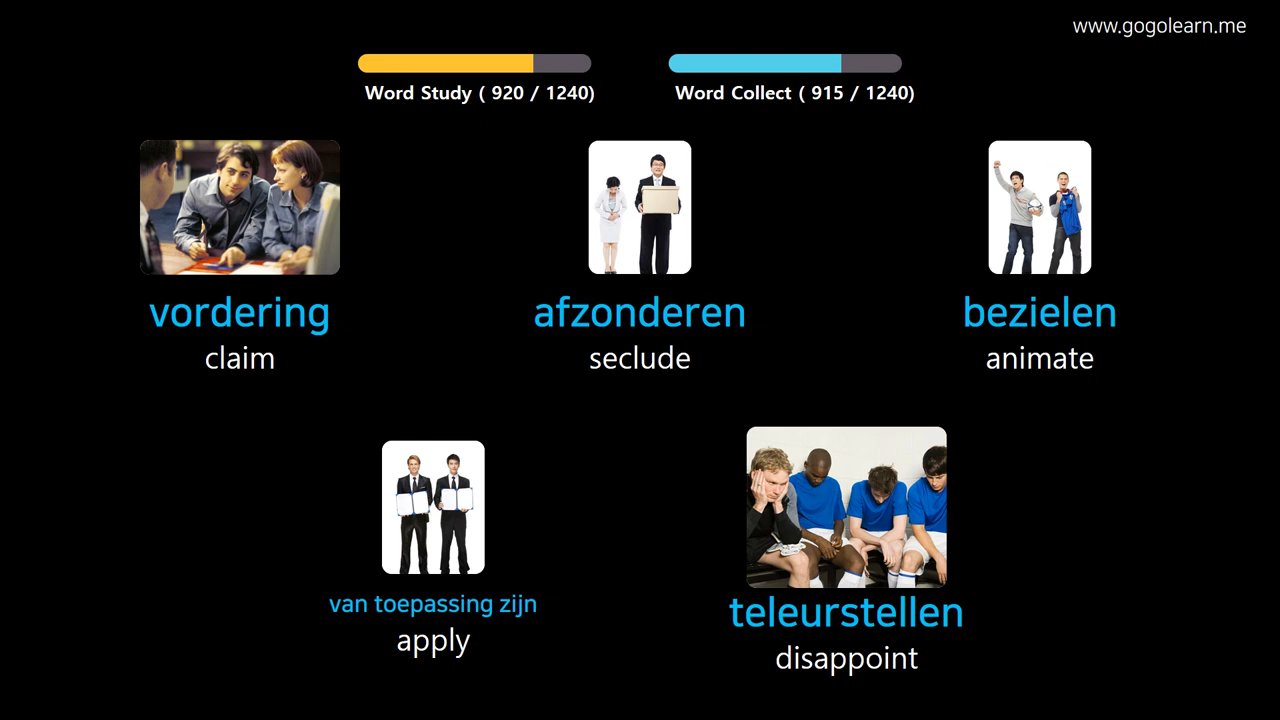 www.gogolearn.me
Word Study ( 920 / 1240)
Word Collect ( 915 / 1240)
vordering
claim
afzonderen
seclude
bezielen
animate
van toepassing zijn
apply
teleurstellen
disappoint